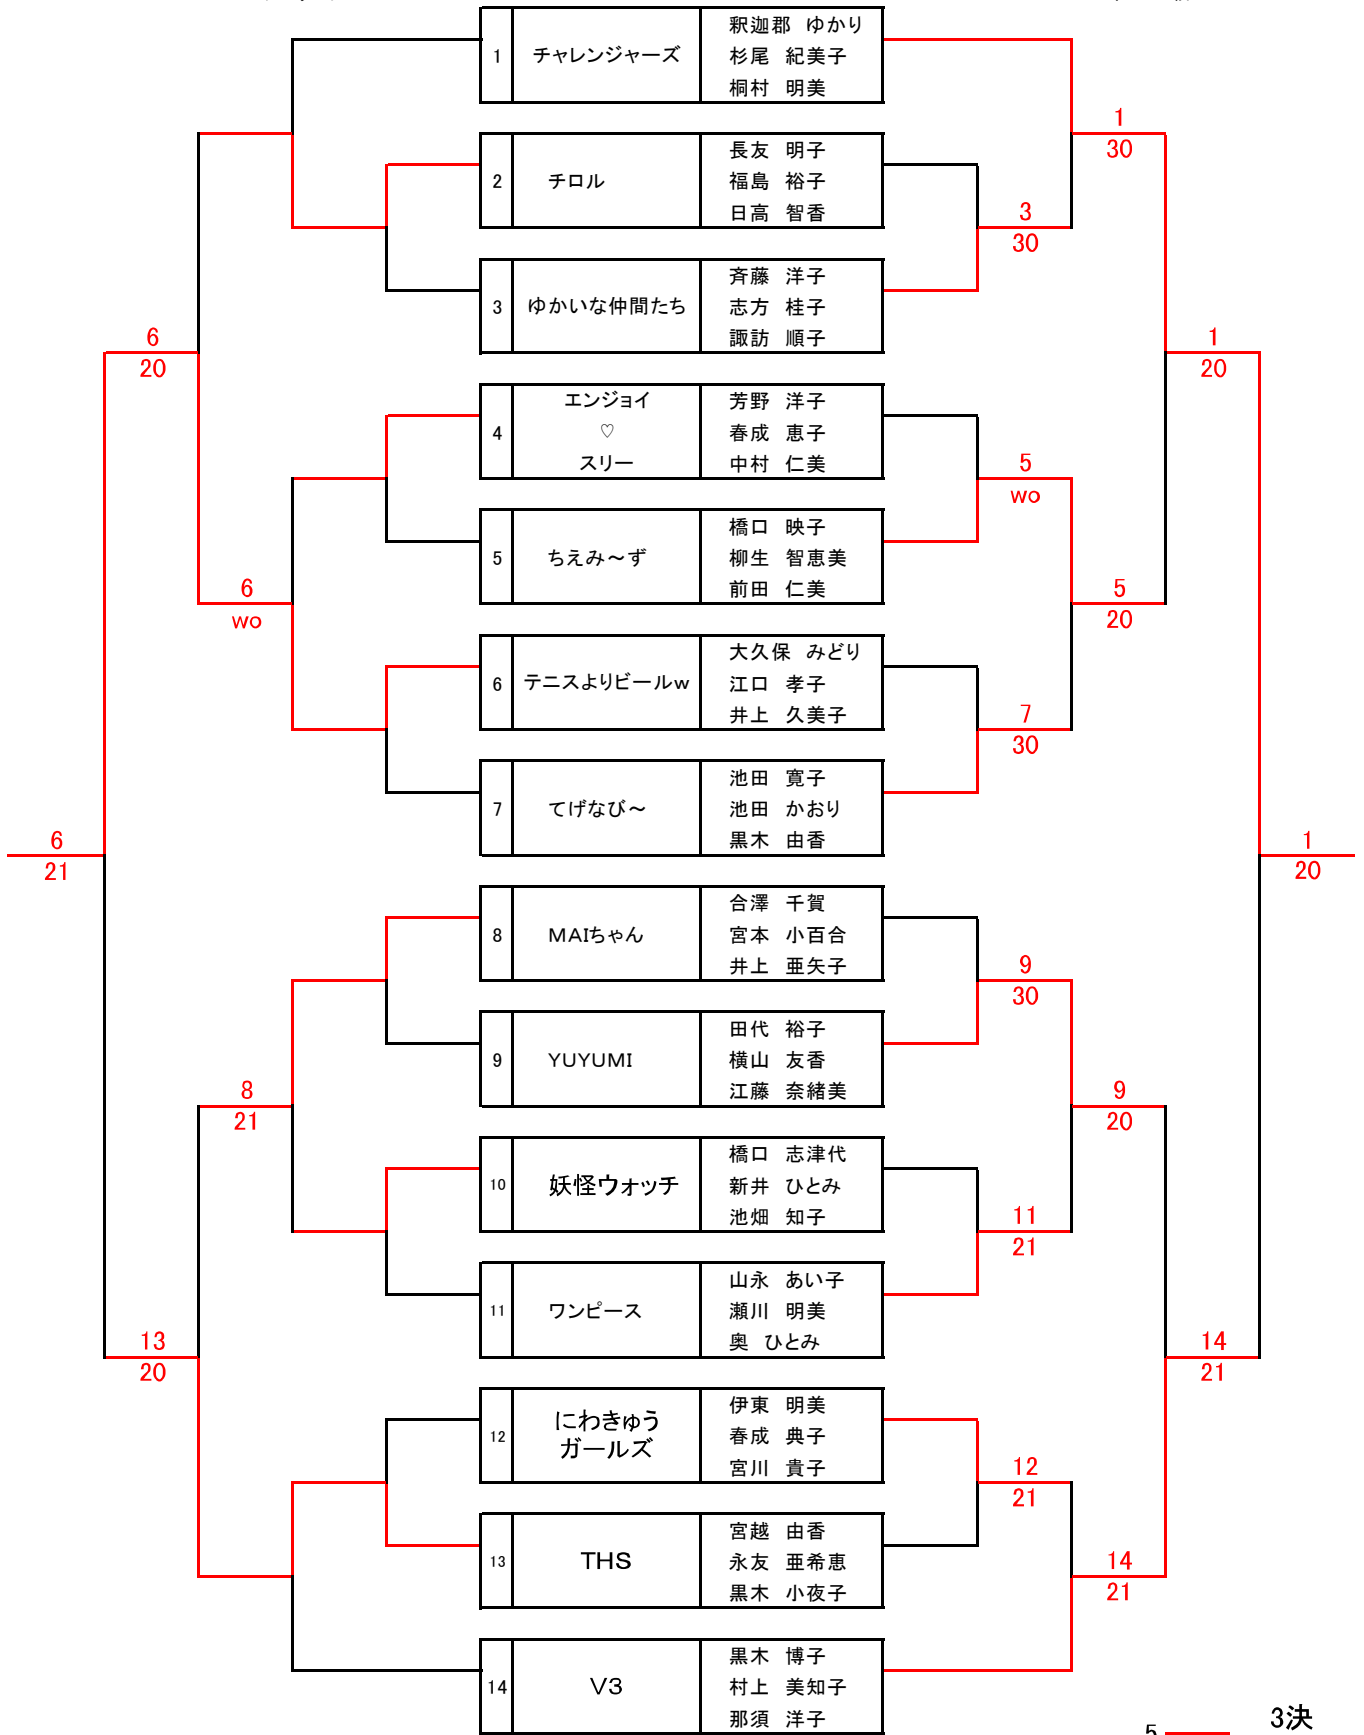 1 チャレンジャーズ 釈迦郡 ゆかり
杉尾 紀美子
桐村 明美
1
30
2 チロル 長友 明子
福島 裕子
日高 智香
3
30
3 ゆかいな仲間たち 斉藤 洋子
志方 桂子
諏訪 順子
6
20
1
20
4 エンジョイ
♡
スリー
芳野 洋子
春成 恵子
中村 仁美
5
wo
5 ちえみ～ず 橋口 映子
柳生 智恵美
前田 仁美
6
wo
5
20
6 テニスよりビールw 大久保 みどり
江口 孝子
井上 久美子
7
30
7 てげなび～ 池田 寛子
池田 かおり
黒木 由香
6
21
1
20
8 MAIちゃん 合澤 千賀
宮本 小百合
井上 亜矢子
9
30
9 YUYUMI 田代 裕子
横山 友香
江藤 奈緒美
8
21
9
20
10 妖怪ウォッチ 橋口 志津代
新井 ひとみ
池畑 知子
11
21
11 ワンピース 山永 あい子
瀬川 明美
奥 ひとみ
13
20
14
21
12 にわきゅう
ガールズ
伊東 明美
春成 典子
宮川 貴子
12
21
13 THS 宮越 由香
永友 亜希恵
黒木 小夜子
14
21
14 V3 黒木 博子
村上 美知子
那須 洋子
3決
5